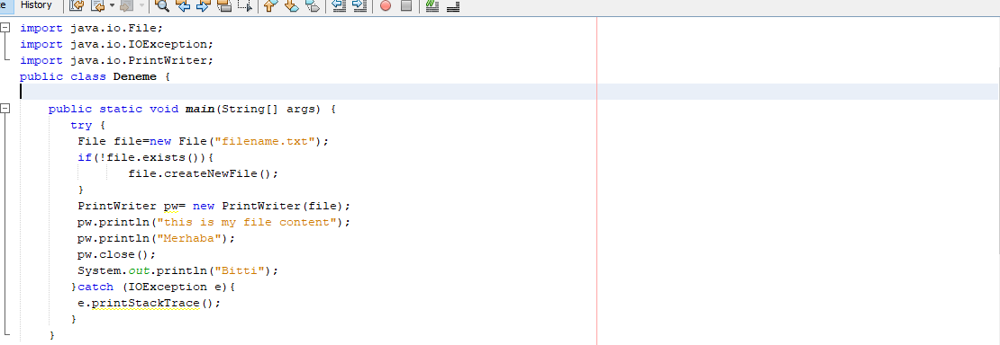 History
import java.io.File;
import java.io.IOException;
import java.io.PrintWriter;
public class Deneme {
public static void main(String[] args) {
try {
File file=new File("filename.txt");
if(!file.exists()){
file.createNewFile();
}
PrintWriter pw= new PrintWriter(file);
pw.println("this is my file content");
pw.println("Merhaba");
pw.close();
System.out.println("Bitti");
}catch (IOException e){
e.printStackTrace();
}
}